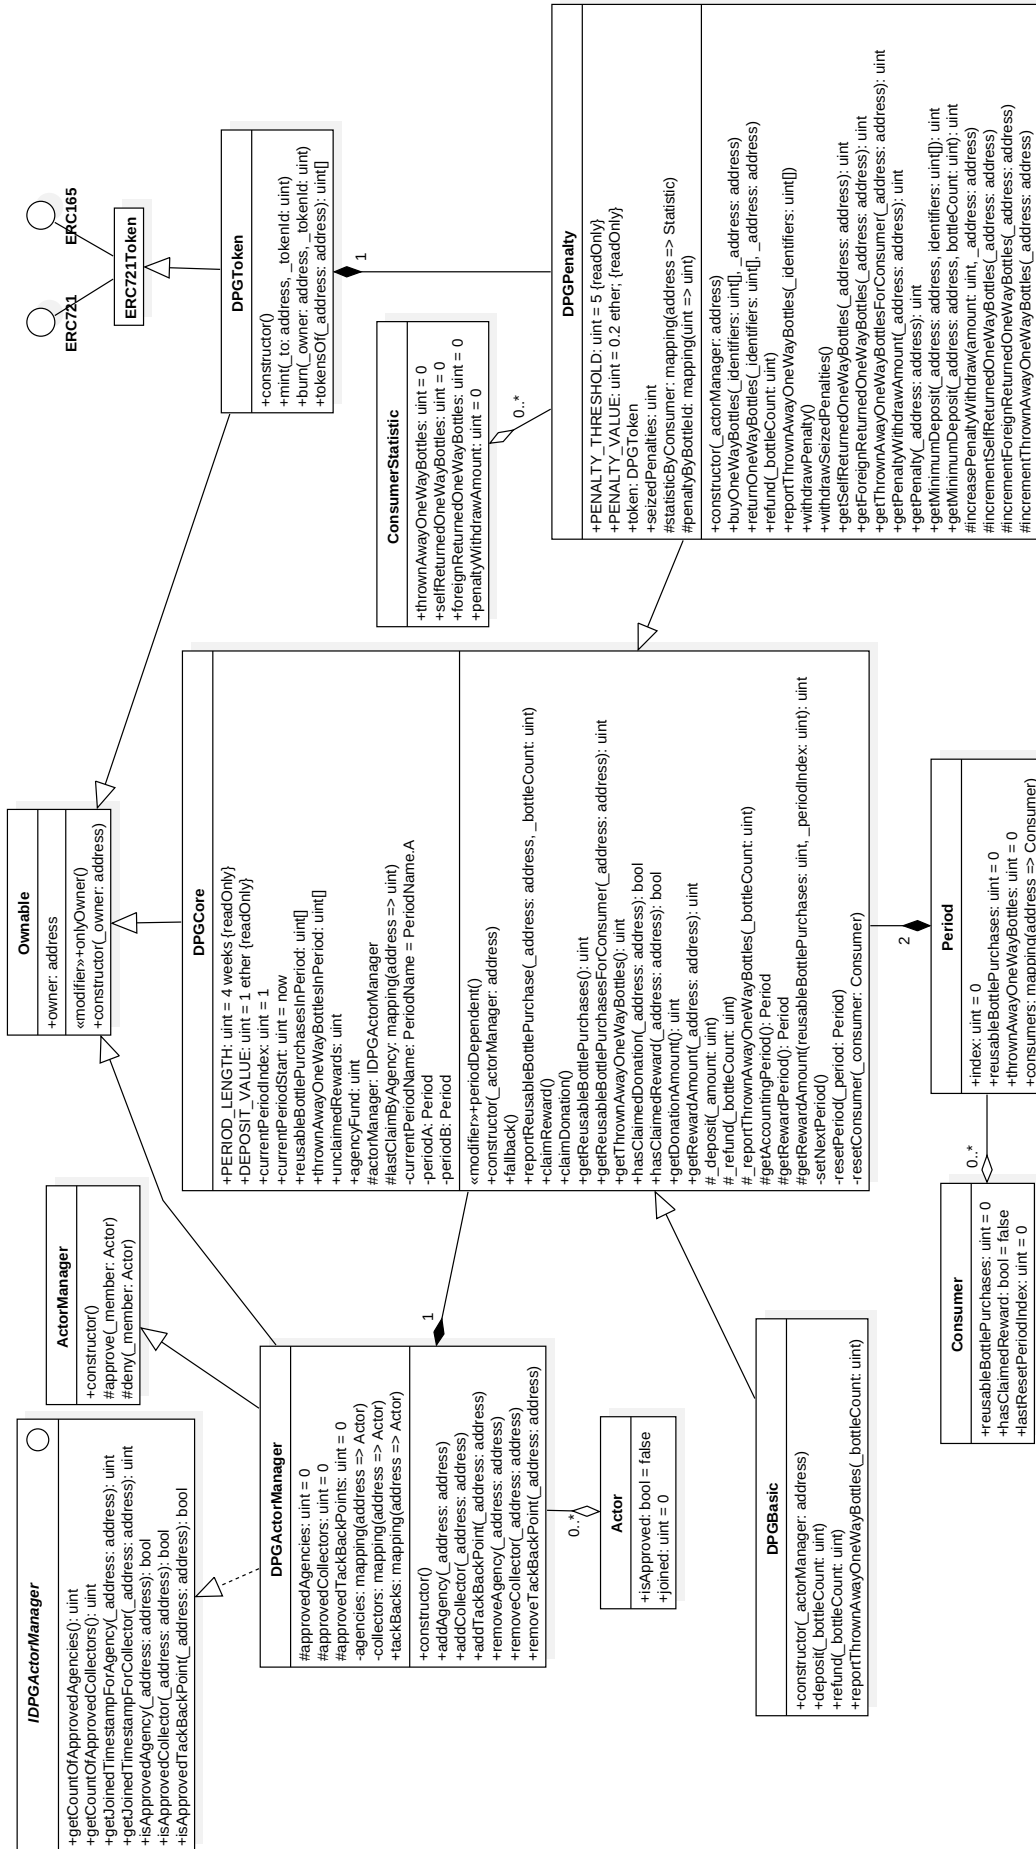 IDPGActorManager
+getCountOfApprovedAgencies(): uint
+getCountOfApprovedCollectors(): uint
+getJoinedTimestampForAgency(_address: address): uint
+getJoinedTimestampForCollector(_address: address): uint
+isApprovedAgency(_address: address): bool
+isApprovedCollector(_address: address): bool
+isApprovedTackBackPoint(_address: address): bool
ActorManager
+constructor()
#approve(_member: Actor)
#deny(_member: Actor)
Ownable
+owner: address
«modifier»+onlyOwner()
+constructor(_owner: address)
ERC721
ERC165
ERC721Token
DPGToken
+constructor()
+mint(_to: address, _tokenId: uint)
+burn(_owner: address, _tokenId: uint)
+tokensOf(_address: address): uint[]
1
DPGActorManager
#approvedAgencies: uint = 0
#approvedCollectors: uint = 0
#approvedTackBackPoints: uint = 0
-agencies: mapping(address => Actor)
-collectors: mapping(address => Actor)
+tackBacks: mapping(address => Actor)
+constructor()
+addAgency(_address: address)
+addCollector(_address: address)
+addTackBackPoint(_address: address)
+removeAgency(_address: address)
+removeCollector(_address: address)
+removeTackBackPoint(_address: address)
1
0..*
Actor
+isApproved: bool = false
+joined: uint = 0
DPGCore
+PERIOD_LENGTH: uint = 4 weeks {readOnly}
+DEPOSIT_VALUE: uint = 1 ether {readOnly}
+currentPeriodIndex: uint = 1
+currentPeriodStart: uint = now
+reusableBottlePurchasesInPeriod: uint[]
+thrownAwayOneWayBottlesInPeriod: uint[]
+unclaimedRewards: uint
+agencyFund: uint
#actorManager: IDPGActorManager
#lastClaimByAgency: mapping(address => uint)
-currentPeriodName: PeriodName = PeriodName.A
-periodA: Period
-periodB: Period
«modifier»+periodDependent()
+constructor(_actorManager: address)
+fallback()
+reportReusableBottlePurchase(_address: address, _bottleCount: uint)
+claimReward()
+claimDonation()
+getReusableBottlePurchases(): uint
+getReusableBottlePurchasesForConsumer(_address: address): uint
+getThrownAwayOneWayBottles(): uint
+hasClaimedDonation(_address: address): bool
+hasClaimedReward(_address: address): bool
+getDonationAmount(): uint
+getRewardAmount(_address: address): uint
#_deposit(_amount: uint)
#_refund(_bottleCount: uint)
#_reportThrownAwayOneWayBottles(_bottleCount: uint)
#getAccountingPeriod(): Period
#getRewardPeriod(): Period
#getRewardAmount(reusableBottlePurchases: uint, _periodIndex: uint): uint
-setNextPeriod()
-resetPeriod(_period: Period)
-resetConsumer(_consumer: Consumer)
ConsumerStatistic
+thrownAwayOneWayBottles: uint = 0
+selfReturnedOneWayBottles: uint = 0
+foreignReturnedOneWayBottles: uint = 0
+penaltyWithdrawAmount: uint = 0
0..*
DPGPenalty
+PENALTY_THRESHOLD: uint = 5 {readOnly}
+PENALTY_VALUE: uint = 0.2 ether; {readOnly}
+token: DPGToken
+seizedPenalties: uint
#statisticByConsumer: mapping(address => Statistic)
#penaltyByBottleId: mapping(uint => uint)
+constructor(_actorManager: address)
+buyOneWayBottles(_identifiers: uint[], _address: address)
+returnOneWayBottles(_identifiers: uint[], _address: address)
+refund(_bottleCount: uint)
+reportThrownAwayOneWayBottles(_identifiers: uint[])
+withdrawPenalty()
+withdrawSeizedPenalties()
+getSelfReturnedOneWayBottles(_address: address): uint
+getForeignReturnedOneWayBottles(_address: address): uint
+getThrownAwayOneWayBottlesForConsumer(_address: address): uint
+getPenaltyWithdrawAmount(_address: address): uint
+getPenalty(_address: address): uint
+getMinimumDeposit(_address: address, identifiers: uint[]): uint
+getMinimumDeposit(_address: address, bottleCount: uint): uint
#increasePenaltyWithdraw(amount: uint, _address: address)
#incrementSelfReturnedOneWayBottles(_address: address)
#incrementForeignReturnedOneWayBottles(_address: address)
#incrementThrownAwayOneWayBottles(_address: address)
DPGBasic
+constructor(_actorManager: address)
+deposit(_bottleCount: uint)
+refund(_bottleCount: uint)
+reportThrownAwayOneWayBottles(_bottleCount: uint)
Consumer
+reusableBottlePurchases: uint = 0
+hasClaimedReward: bool = false
+lastResetPeriodIndex: uint = 0
0..*
2
Period
+index: uint = 0
+reusableBottlePurchases: uint = 0
+thrownAwayOneWayBottles: uint = 0
+consumers: mapping(address => Consumer)